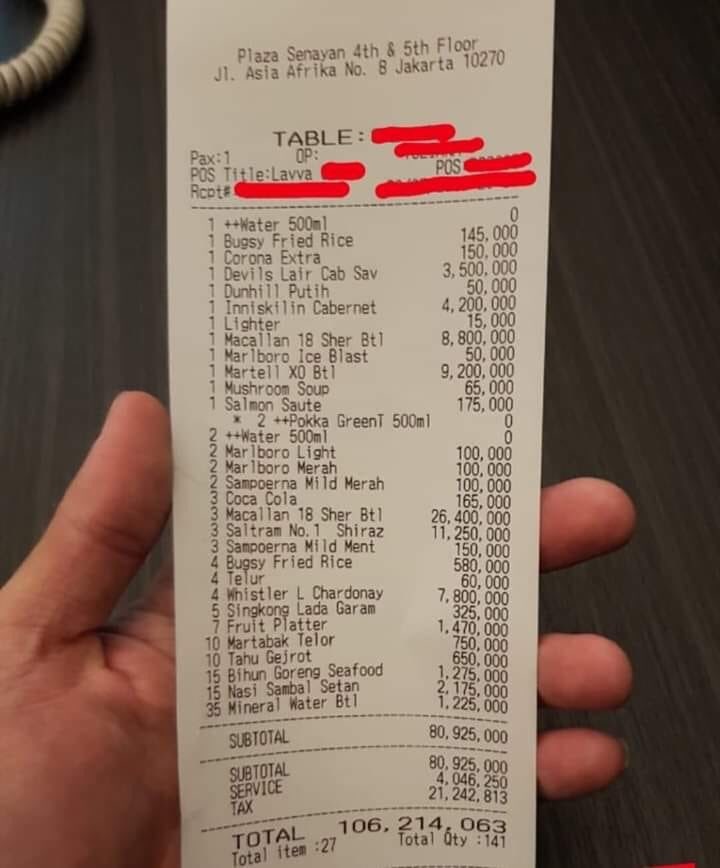 Plaza Senayan 4th & 5th Floor
Jl. Asia Afrika No. 8 Jakarta 10270
TABLE:
Pax:1 OP:
POS Title:Lavva POS
Rcpt#
1 ++Water 500ml 0
1 Bugsy Fried Rice 145,000
1 Corona Extra 150,000
1 Devils Lair Cab Sav 3,500,000
1 Dunhill Putih 50,000
1 Inniskilin Cabernet 4,200,000
1 Lighter 15,000
1 Macallan 18 Sher Btl 8,800,000
1 Marlboro Ice Blast 50,000
1 Martell XO Btl 9,200,000
1 Mushroom Soup 65,000
1 Salmon Saute 175,000
* 2 ++Pokka GreenT 500ml 0
2 ++Water 500ml 0
2 Marlboro Light 100,000
2 Marlboro Merah 100,000
2 Sampoerna Mild Merah 100,000
3 Coca Cola 165,000
3 Macallan 18 Sher Btl 26,400,000
3 Saltram No.1 Shiraz 11,250,000
3 Sampoerna Mild Ment 150,000
4 Bugsy Fried Rice 580,000
4 Telur 60,000
4 Whistler L Chardonay 7,800,000
5 Singkong Lada Garam 325,000
7 Fruit Platter 1,470,000
10 Martabak Telor 750,000
10 Tahu Gejrot 650,000
15 Bihun Goreng Seafood 1,275,000
15 Nasi Sambal Setan 2,175,000
35 Mineral Water Btl 1,225,000
SUBTOTAL 80,925,000
SUBTOTAL 80,925,000
SERVICE 4,046,250
TAX 21,242,813
TOTAL 106,214,063
Total item :27 Total Qty :141